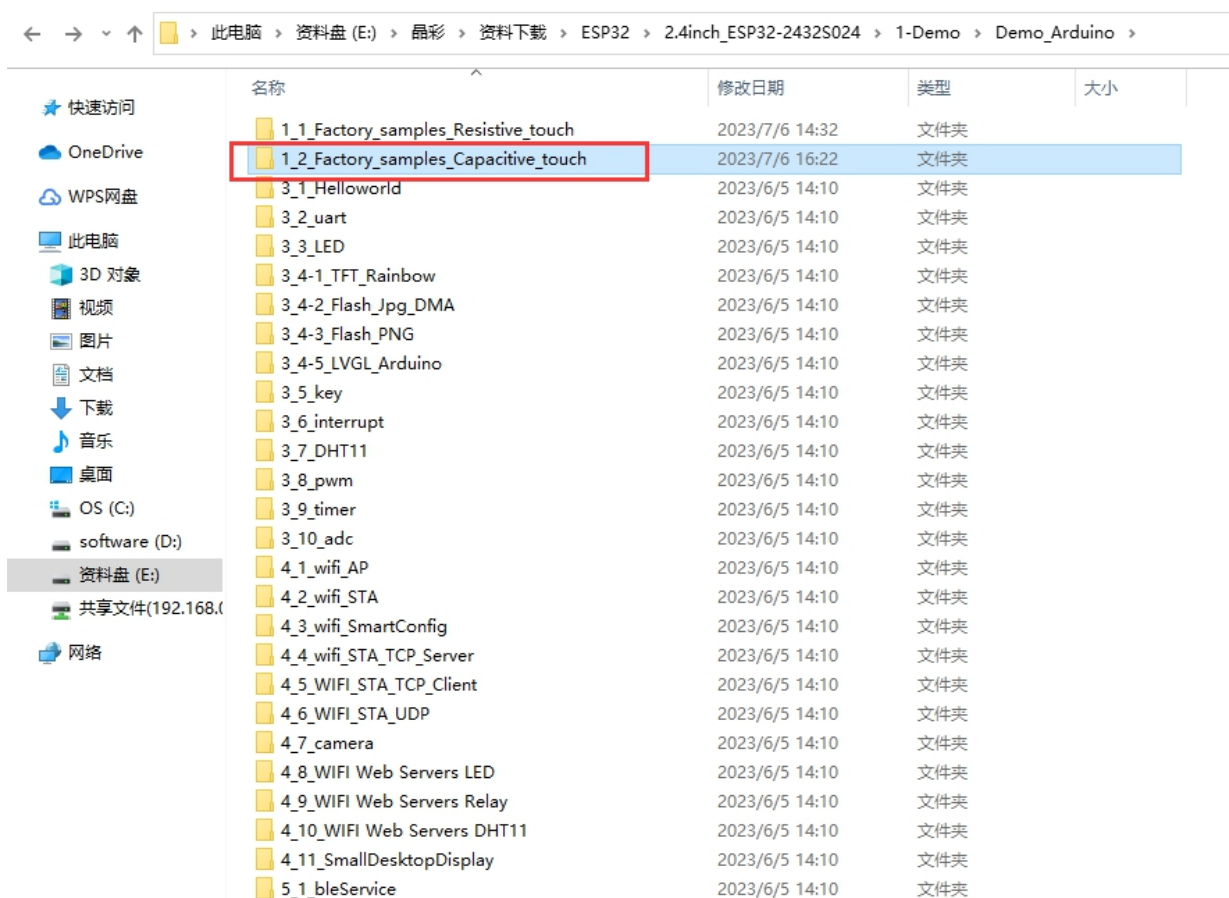 此电脑 > 资料盘 (E:) > 晶彩 > 资料下载 > ESP32 > 2.4inch_ESP32-2432S024 > 1-Demo > Demo_Arduino >
快速访问
OneDrive
WPS网盘
此电脑
3D 对象
视频
图片
文档
下载
音乐
桌面
OS (C:)
software (D:)
资料盘 (E:)
共享文件(192.168.0
网络
名称 修改日期 类型 大小
1_1_Factory_samples_Resistive_touch 2023/7/6 14:32 文件夹
1_2_Factory_samples_Capacitive_touch 2023/7/6 16:22 文件夹
3_1_Helloworld 2023/6/5 14:10 文件夹
3_2_uart 2023/6/5 14:10 文件夹
3_3_LED 2023/6/5 14:10 文件夹
3_4-1_TFT_Rainbow 2023/6/5 14:10 文件夹
3_4-2_Flash_Jpg_DMA 2023/6/5 14:10 文件夹
3_4-3_Flash_PNG 2023/6/5 14:10 文件夹
3_4-5_LVGL_Arduino 2023/6/5 14:10 文件夹
3_5_key 2023/6/5 14:10 文件夹
3_6_interrupt 2023/6/5 14:10 文件夹
3_7_DHT11 2023/6/5 14:10 文件夹
3_8_pwm 2023/6/5 14:10 文件夹
3_9_timer 2023/6/5 14:10 文件夹
3_10_adc 2023/6/5 14:10 文件夹
4_1_wifi_AP 2023/6/5 14:10 文件夹
4_2_wifi_STA 2023/6/5 14:10 文件夹
4_3_wifi_SmartConfig 2023/6/5 14:10 文件夹
4_4_wifi_STA_TCP_Server 2023/6/5 14:10 文件夹
4_5_WIFI_STA_TCP_Client 2023/6/5 14:10 文件夹
4_6_WIFI_STA_UDP 2023/6/5 14:10 文件夹
4_7_camera 2023/6/5 14:10 文件夹
4_8_WIFI Web Servers LED 2023/6/5 14:10 文件夹
4_9_WIFI Web Servers Relay 2023/6/5 14:10 文件夹
4_10_WIFI Web Servers DHT11 2023/6/5 14:10 文件夹
4_11_SmallDesktopDisplay 2023/6/5 14:10 文件夹
5_1_bleService 2023/6/5 14:10 文件夹